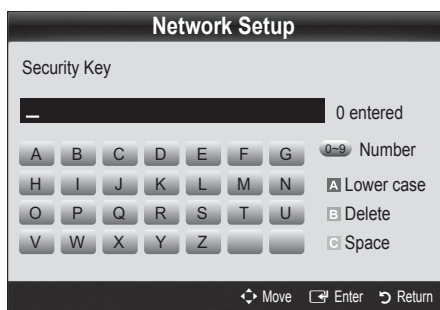 Network Setup
Security Key
_ 0 entered
A B C D E F G 0~9 Number
H I J K L M N A Lower case
O P Q R S T U B Delete
V W X Y Z C Space
Move Enter Return